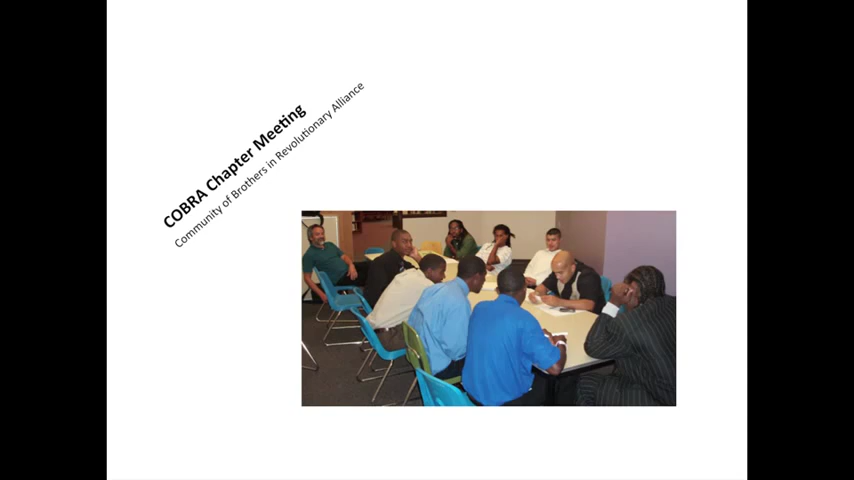 COBRA Chapter Meeting
Community of Brothers in Revolutionary Alliance